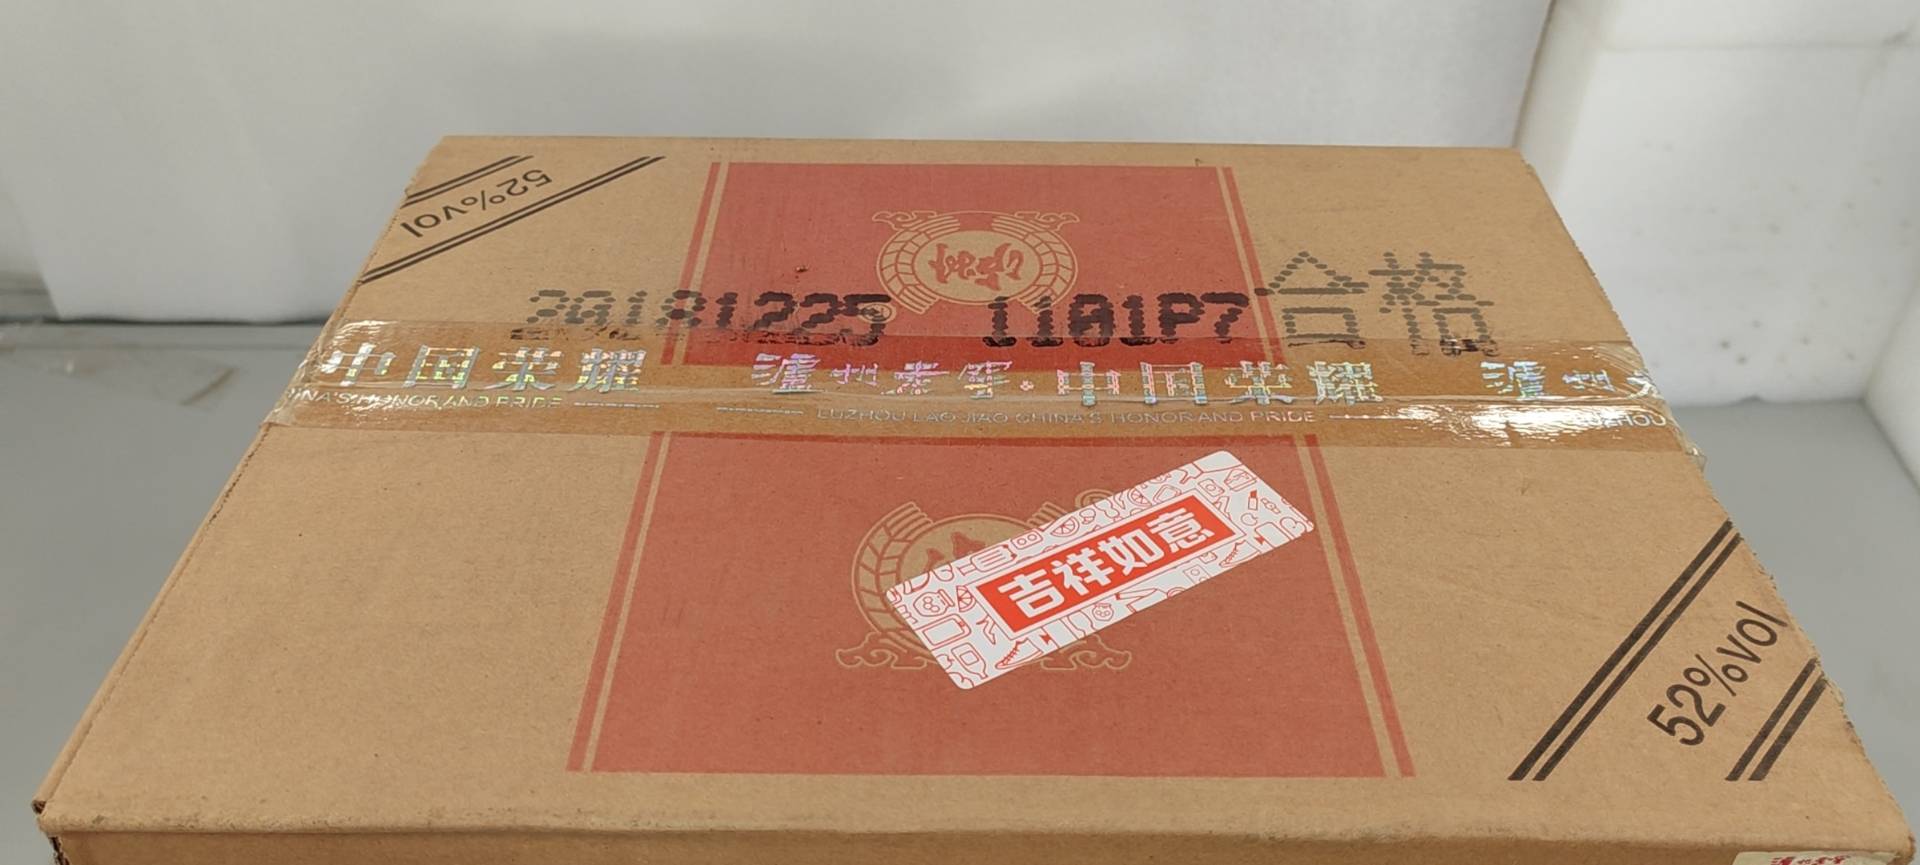 52%vol
20181225 1101P7 合格
中国荣耀 泸州老窖·中国荣耀 泸州
INA'S HONOR AND PRIDE LUZHOU LAO JIAO CHINA'S HONOR AND PRIDE LUZHOU
吉祥如意
52%vol